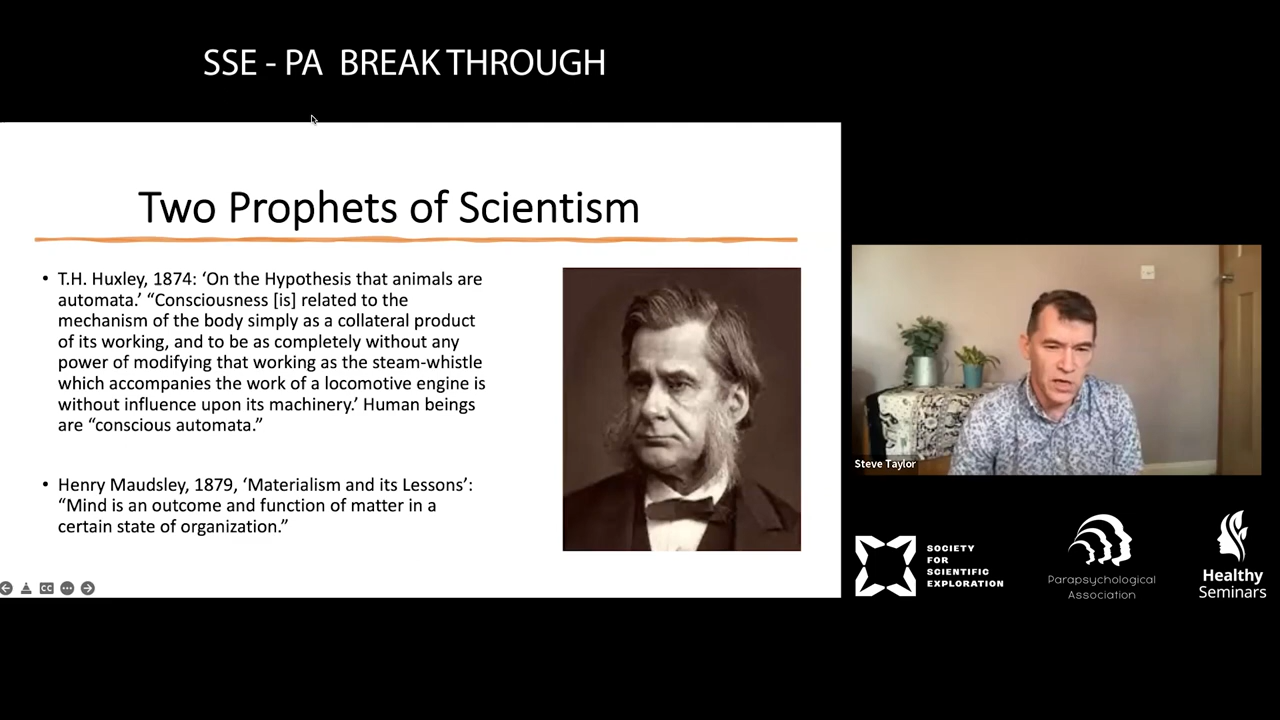 SSE - PA BREAK THROUGH
Two Prophets of Scientism
• T.H. Huxley, 1874: ‘On the Hypothesis that animals are
automata.’ “Consciousness [is] related to the
mechanism of the body simply as a collateral product
of its working, and to be as completely without any
power of modifying that working as the steam-whistle
which accompanies the work of a locomotive engine is
without influence upon its machinery.’ Human beings
are “conscious automata.”
• Henry Maudsley, 1879, ‘Materialism and its Lessons’:
“Mind is an outcome and function of matter in a
certain state of organization.”
CC
Steve Taylor
SOCIETY
FOR
SCIENTIFIC
EXPLORATION
Parapsychological
Association
Healthy
Seminars